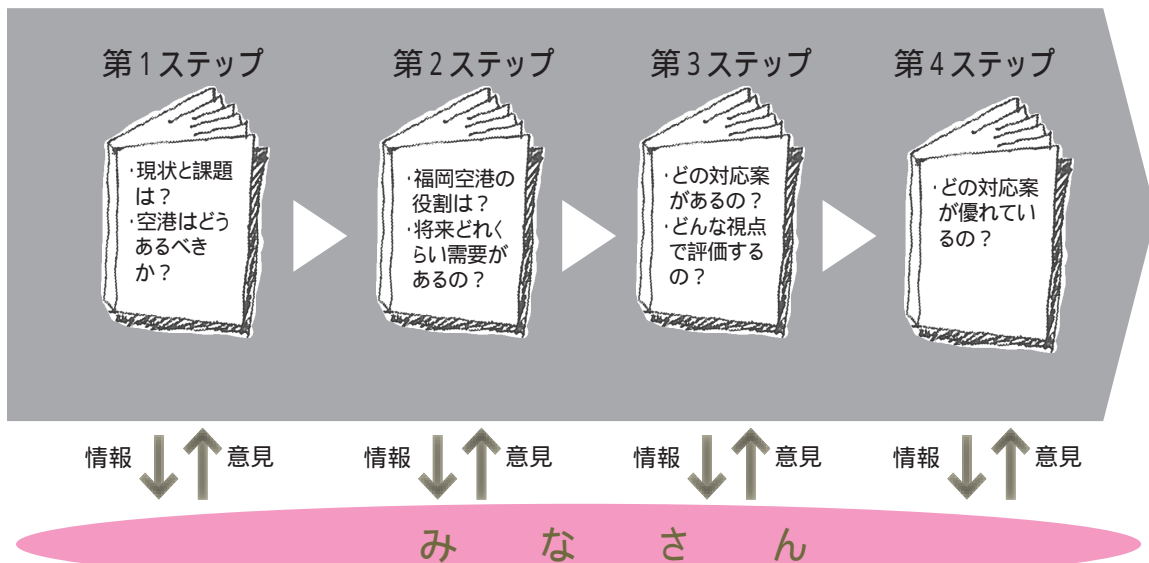 第1ステップ
・現状と課題
は？
・空港はどう
あるべき
か？
第2ステップ
・福岡空港の
役割は？
・将来どれく
らい需要が
あるの？
第3ステップ
・どの対応案
があるの？
・どんな視点
で評価する
の？
第4ステップ
・どの対応案
が優れてい
るの？
情報
意見
情報
意見
情報
意見
情報
意見
みなさん